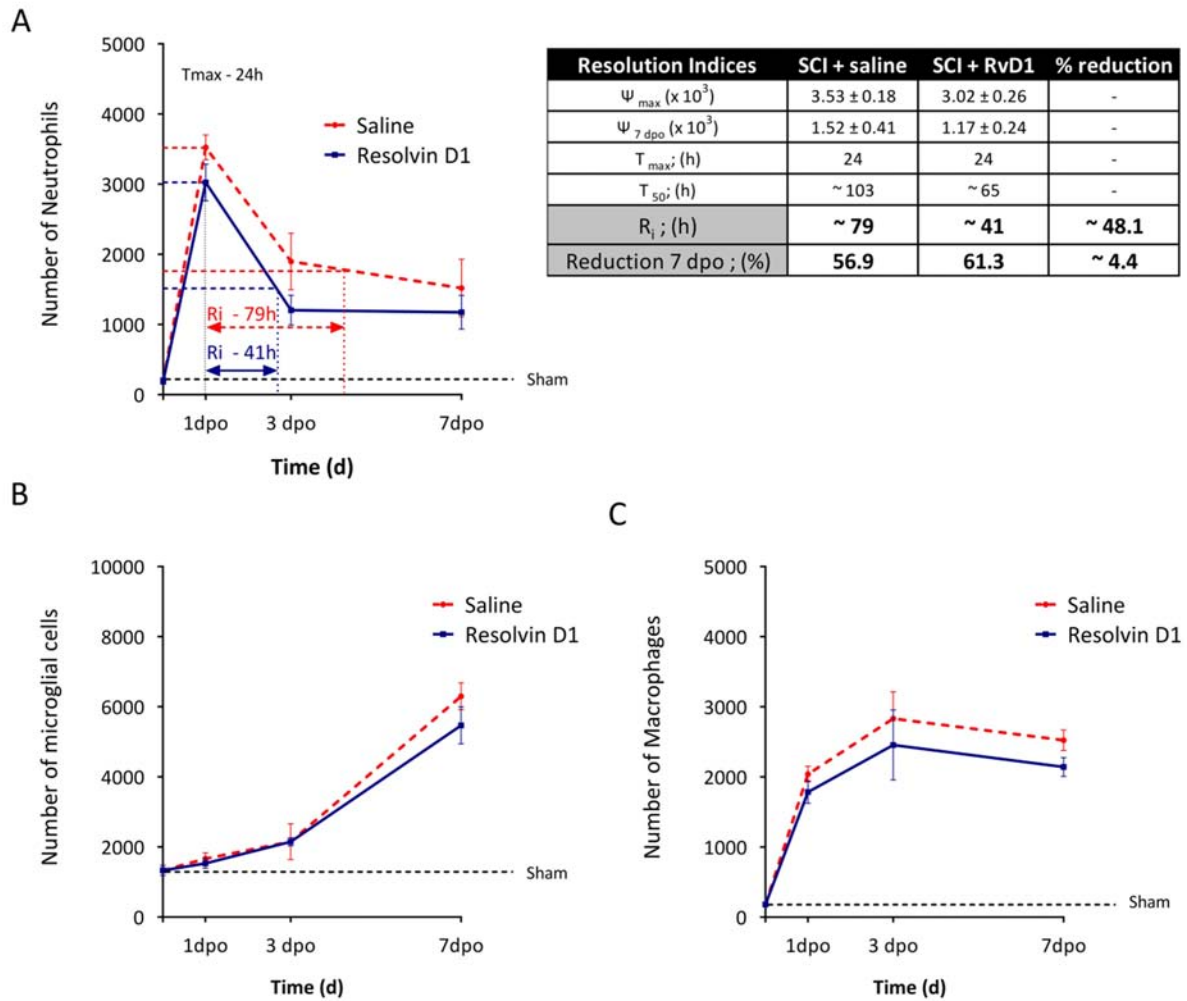 A
5000
4000
3000
2000
1000
0
Number of Neutrophils
Tmax - 24h
Saline
Resolvin D1
Ri - 79h
Ri - 41h
Sham
1dpo 3 dpo 7dpo
Time (d)
Resolution Indices SCI + saline SCI + RvD1 % reduction
Ψ max (x 10³) 3.53 ± 0.18 3.02 ± 0.26 -
Ψ 7 dpo (x 10³) 1.52 ± 0.41 1.17 ± 0.24 -
T max; (h) 24 24 -
T 50; (h) ~ 103 ~ 65 -
Ri ; (h) ~ 79 ~ 41 ~ 48.1
Reduction 7 dpo ; (%) 56.9 61.3 ~ 4.4
B
10000
8000
6000
4000
2000
0
Number of microglial cells
Saline
Resolvin D1
Sham
1dpo 3 dpo 7dpo
Time (d)
C
5000
4000
3000
2000
1000
0
Number of Macrophages
Saline
Resolvin D1
Sham
1dpo 3 dpo 7dpo
Time (d)